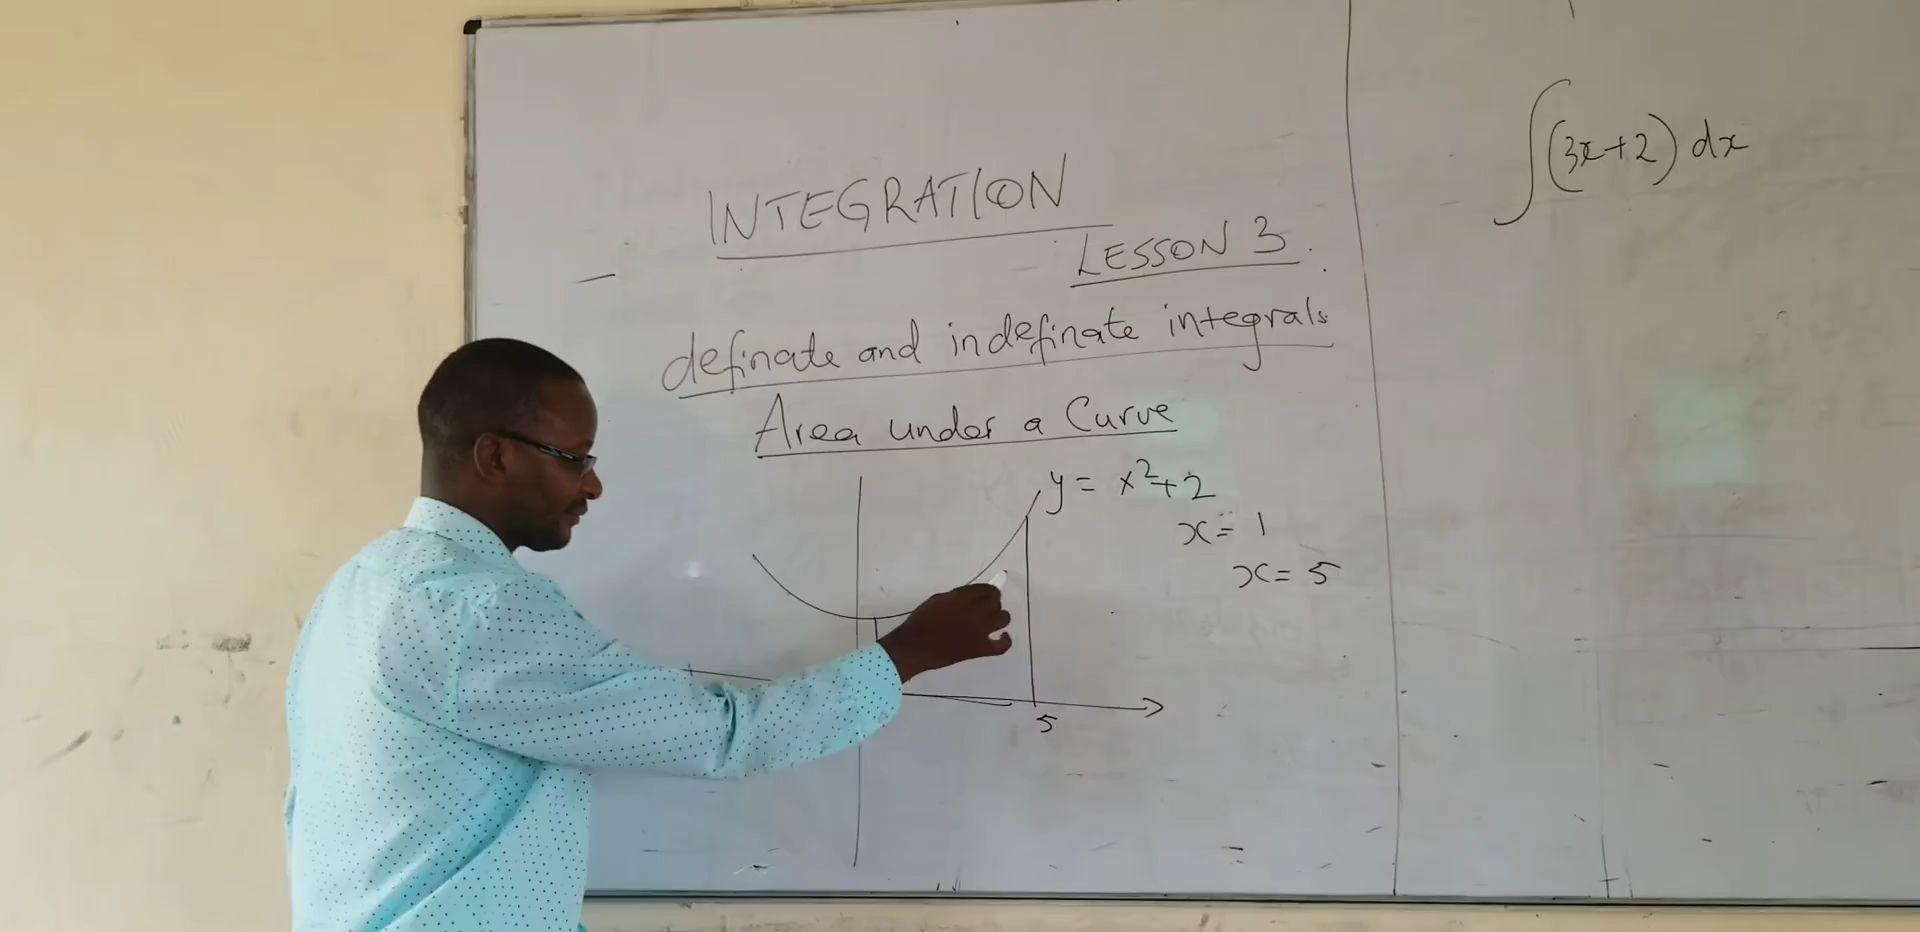 INTEGRATION
LESSON 3.
definate and indefinate integrals
Area under a Curve
y = x²+2
x = 1
x = 5
5
∫(3x+2) dx